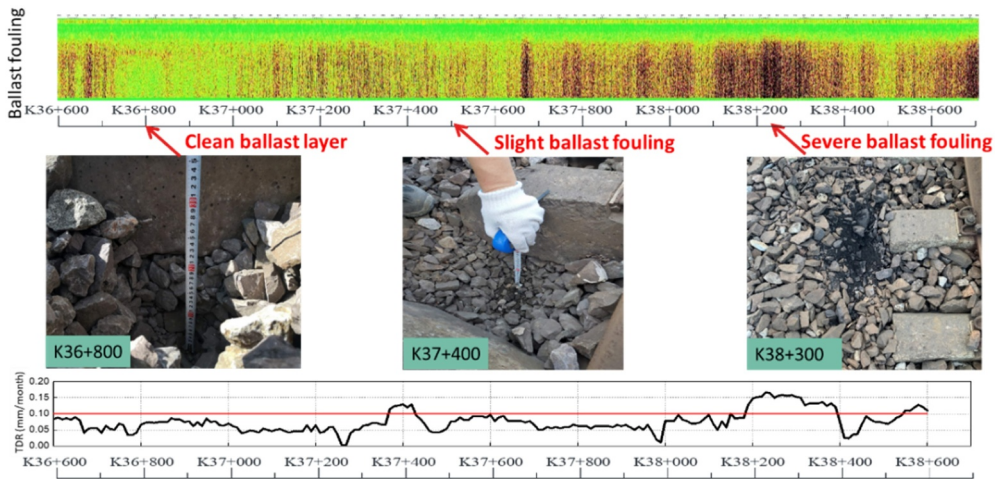 Ballast fouling
K36+600 K36+800 K37+000 K37+200 K37+400 K37+600 K37+800 K38+000 K38+200 K38+400 K38+600
Clean ballast layer Slight ballast fouling Severe ballast fouling
K36+800 K37+400 K38+300
TDR (mm/month)
0.20
0.15
0.10
0.05
0.00
K36+600 K36+800 K37+000 K37+200 K37+400 K37+600 K37+800 K38+000 K38+200 K38+400 K38+600